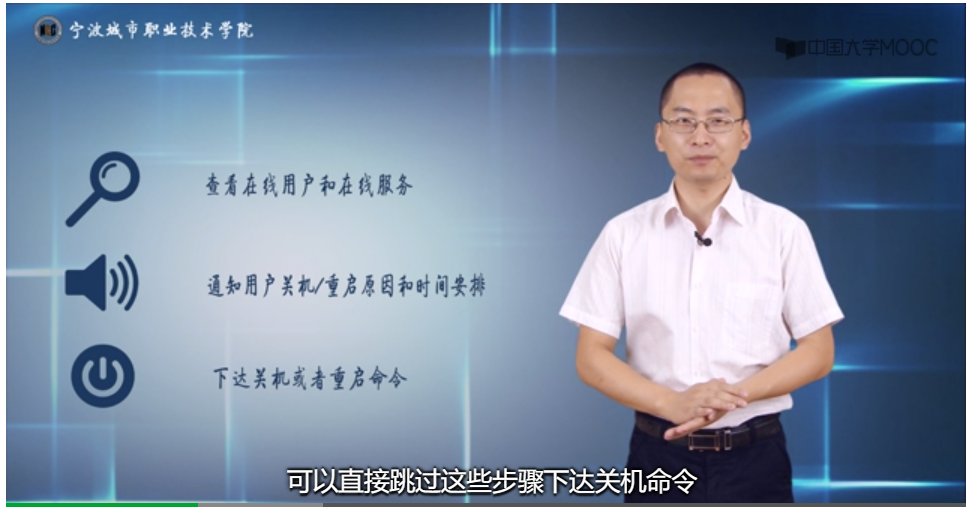 宁波城市职业技术学院
中国大学MOOC
查看在线用户和在线服务
通知用户关机/重启原因和时间安排
下达关机或者重启命令
可以直接跳过这些步骤下达关机命令